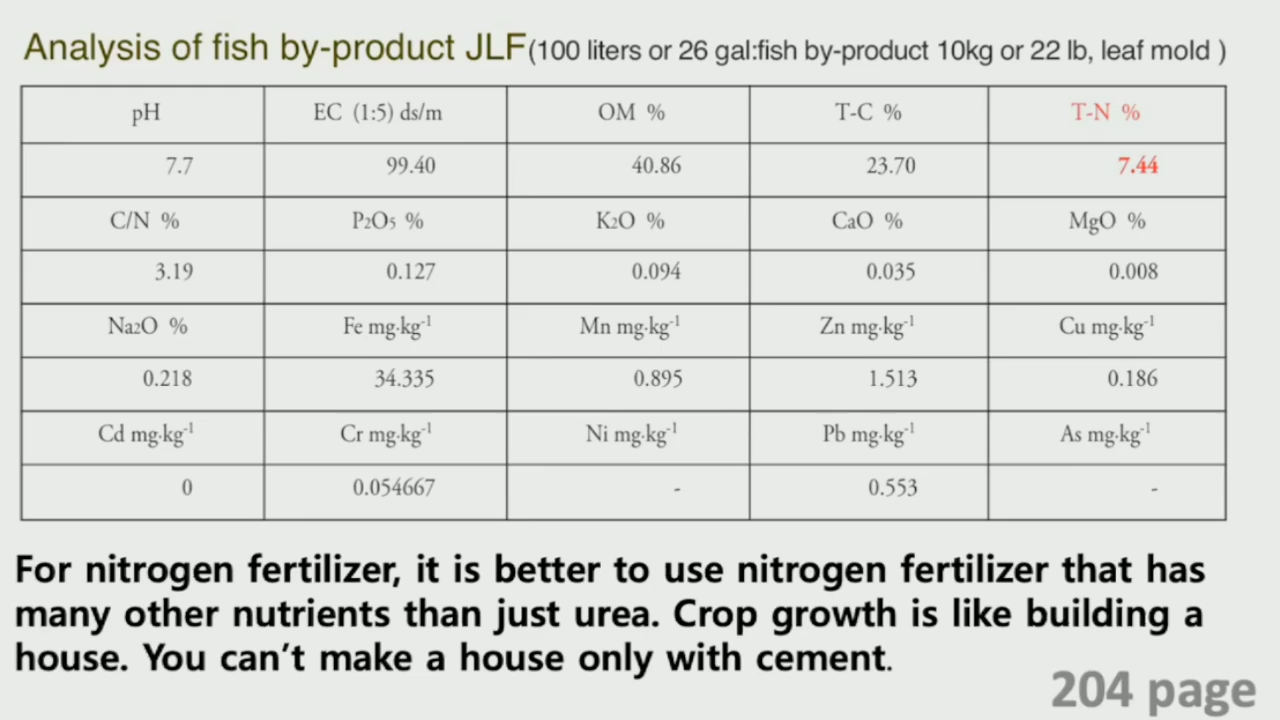 Analysis of fish by-product JLF(100 liters or 26 gal:fish by-product 10kg or 22 lb, leaf mold )
pH EC (1:5) ds/m OM % T-C % T-N %
7.7 99.40 40.86 23.70 7.44
C/N % P₂O₅ % K₂O % CaO % MgO %
3.19 0.127 0.094 0.035 0.008
Na₂O % Fe mg·kg⁻¹ Mn mg·kg⁻¹ Zn mg·kg⁻¹ Cu mg·kg⁻¹
0.218 34.335 0.895 1.513 0.186
Cd mg·kg⁻¹ Cr mg·kg⁻¹ Ni mg·kg⁻¹ Pb mg·kg⁻¹ As mg·kg⁻¹
0 0.054667 - 0.553 -
For nitrogen fertilizer, it is better to use nitrogen fertilizer that has
many other nutrients than just urea. Crop growth is like building a
house. You can't make a house only with cement.
204 page